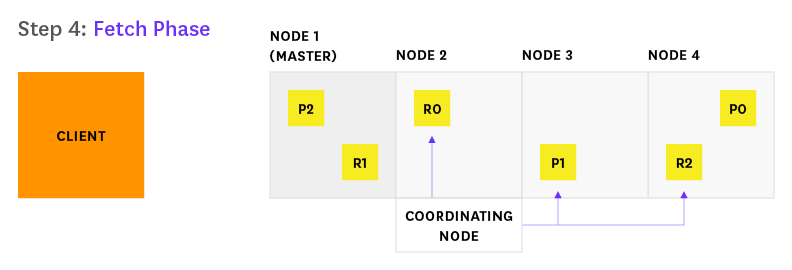 Step 4: Fetch Phase
NODE 1
(MASTER)
NODE 2
NODE 3
NODE 4
CLIENT
P2
R0
P0
R1
P1
R2
COORDINATING
NODE